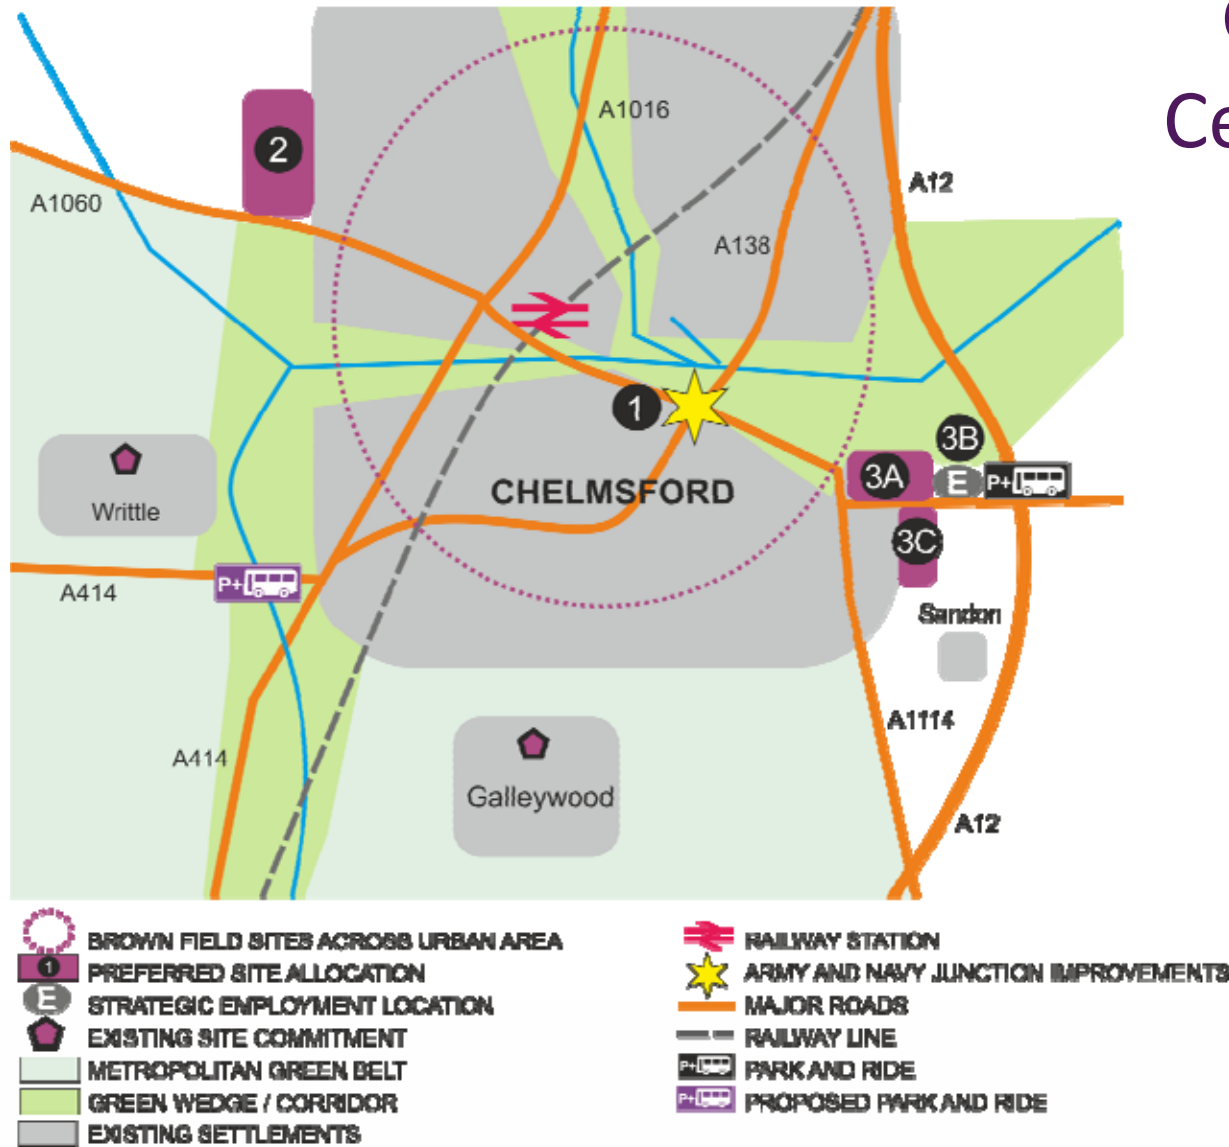 Ce
A1016
2
A12
A1060
A138
1
3B
3A
E
P+
CHELMSFORD
Writtle
3C
P+
A414
Sandon
A1114
A414
Galleywood
A12
BROWN FIELD SITES ACROSS URBAN AREA
1 PREFERRED SITE ALLOCATION
E STRATEGIC EMPLOYMENT LOCATION
EXISTING SITE COMMITMENT
METROPOLITAN GREEN BELT
GREEN WEDGE / CORRIDOR
EXISTING SETTLEMENTS
RAILWAY STATION
ARMY AND NAVY JUNCTION IMPROVEMENTS
MAJOR ROADS
RAILWAY LINE
P+ PARK AND RIDE
P+ PROPOSED PARK AND RIDE